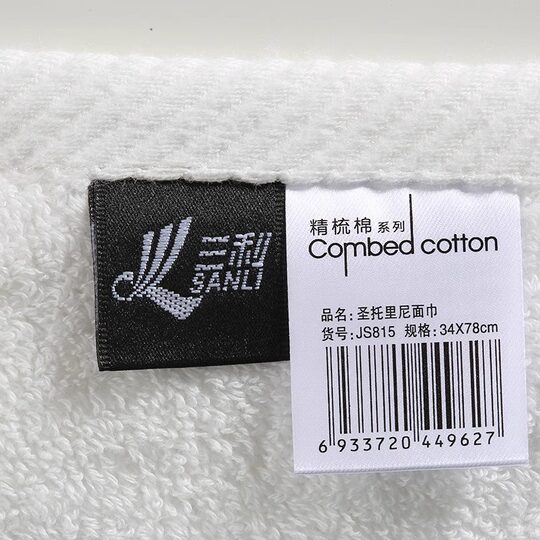 三利
SANLI
精梳棉系列
Combed cotton
品名:圣托里尼面巾
货号:JS815 规格:34X78cm
6 933720 449627